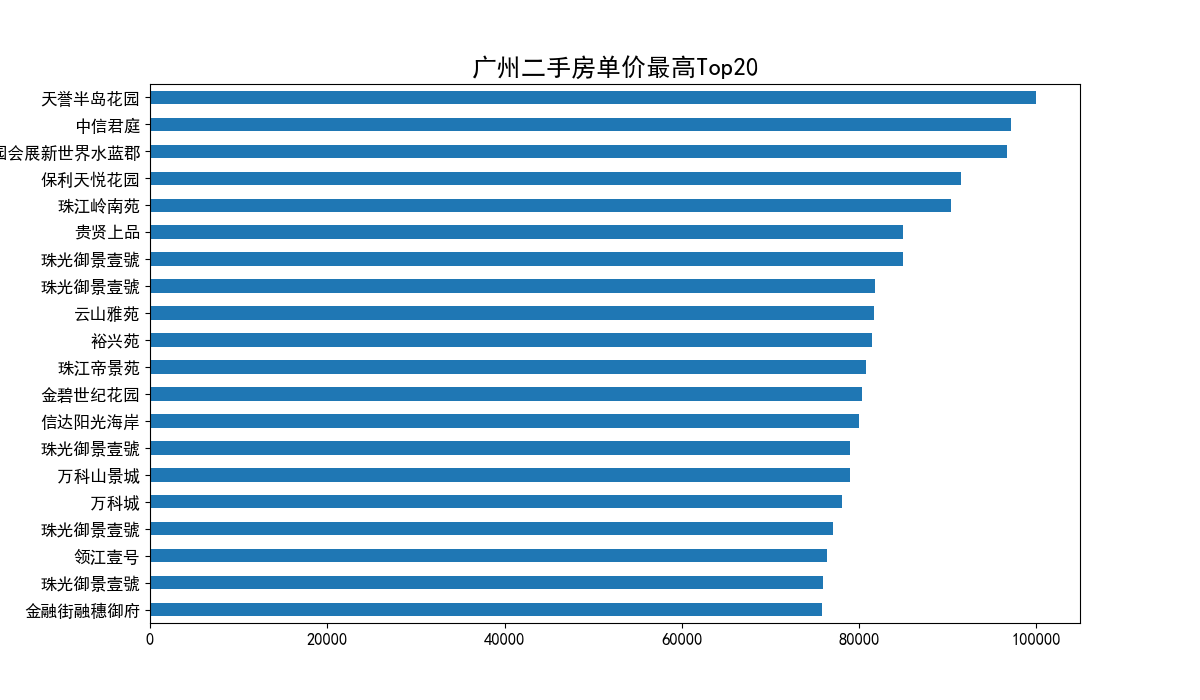 广州二手房单价最高Top20
天誉半岛花园
中信君庭
园会展新世界水蓝郡
保利天悦花园
珠江岭南苑
贵贤上品
珠光御景壹號
珠光御景壹號
云山雅苑
裕兴苑
珠江帝景苑
金碧世纪花园
信达阳光海岸
珠光御景壹號
万科山景城
万科城
珠光御景壹號
领江壹号
珠光御景壹號
金融街融穗御府
0 20000 40000 60000 80000 100000